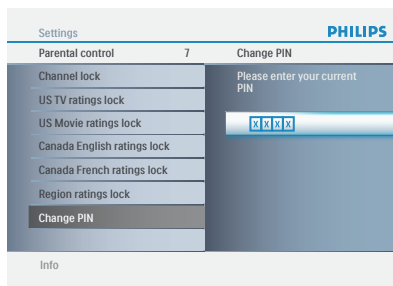 Settings
PHILIPS
Parental control 7
Change PIN
Channel lock
US TV ratings lock
US Movie ratings lock
Canada English ratings lock
Canada French ratings lock
Region ratings lock
Change PIN
Please enter your current
PIN
X X X X
Info